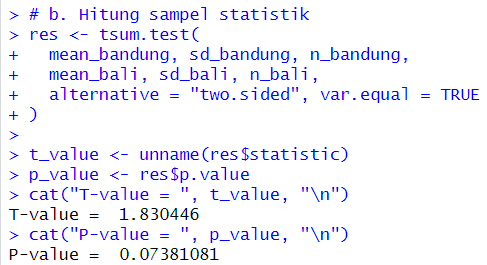 > # b. Hitung sampel statistik
> res <- tsum.test(
+   mean_bandung, sd_bandung, n_bandung,
+   mean_bali, sd_bali, n_bali,
+   alternative = "two.sided", var.equal = TRUE
+ )
>
> t_value <- unname(res$statistic)
> p_value <- res$p.value
> cat("T-value = ", t_value, "\n")
T-value =  1.830446
> cat("P-value = ", p_value, "\n")
P-value =  0.07381081